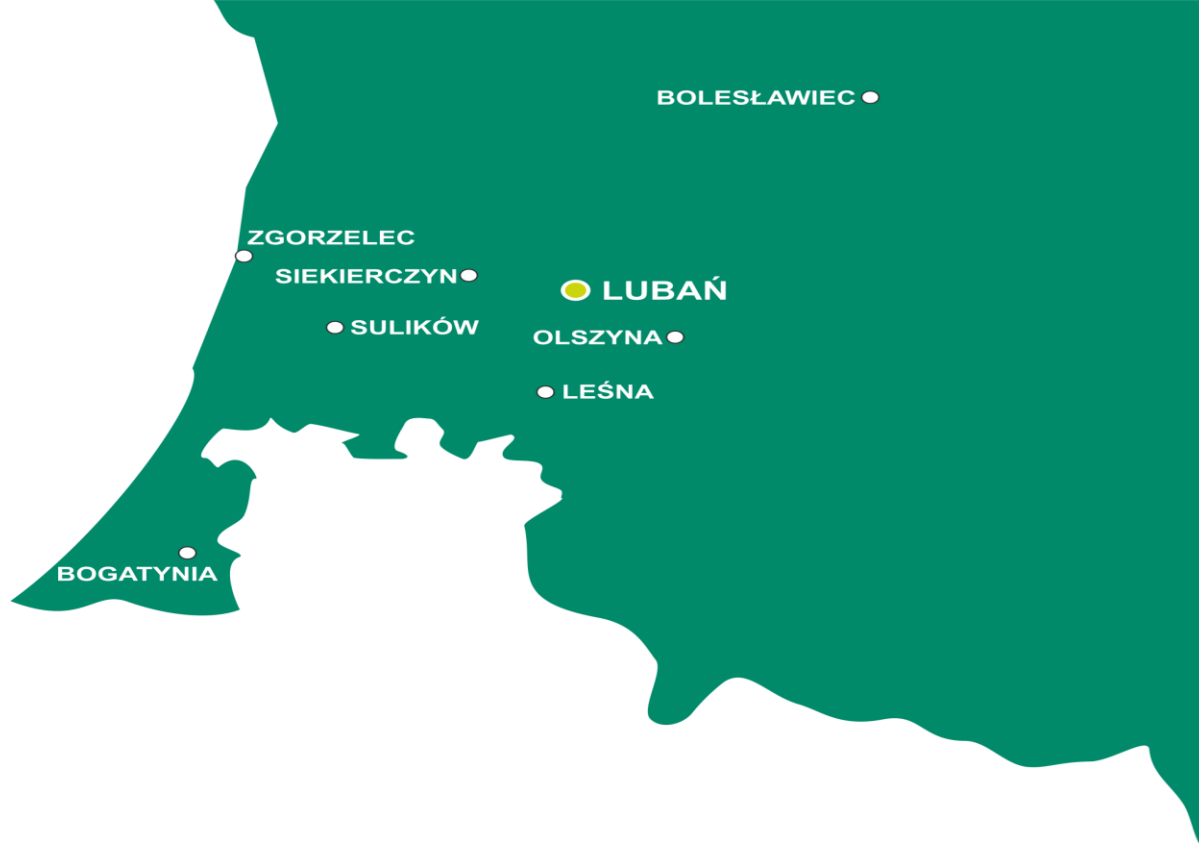 BOLESŁAWIEC
ZGORZELEC
SIEKIERCZYN
LUBAŃ
SULIKÓW
OLSZYNA
LEŚNA
BOGATYNIA